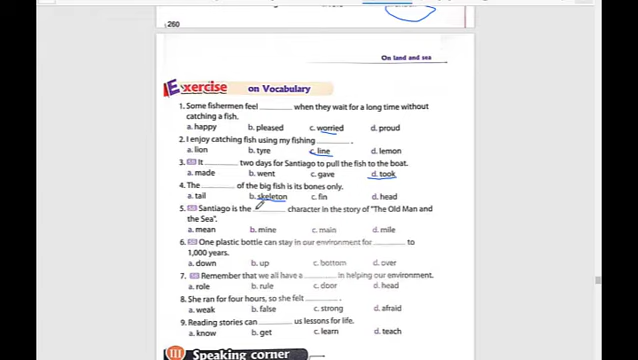 260
On land and sea
Exercise on Vocabulary
1. Some fishermen feel ............ when they wait for a long time without
catching a fish.
a. happy b. pleased c. worried d. proud
2. I enjoy catching fish using my fishing ............ .
a. lion b. tyre c. line d. lemon
3. It ............ two days for Santiago to pull the fish to the boat.
a. made b. went c. gave d. took
4. The ............ of the big fish is its bones only.
a. tail b. skeleton c. fin d. head
5. Santiago is the ............ character in the story of "The Old Man and
the Sea".
a. mean b. mine c. main d. mile
6. One plastic bottle can stay in our environment for ............ to
1,000 years.
a. down b. up c. bottom d. over
7. Remember that we all have a ............ in helping our environment.
a. role b. rule c. door d. head
8. She ran for four hours, so she felt ............ .
a. weak b. false c. strong d. afraid
9. Reading stories can ............ us lessons for life.
a. know b. get c. learn d. teach
III Speaking corner